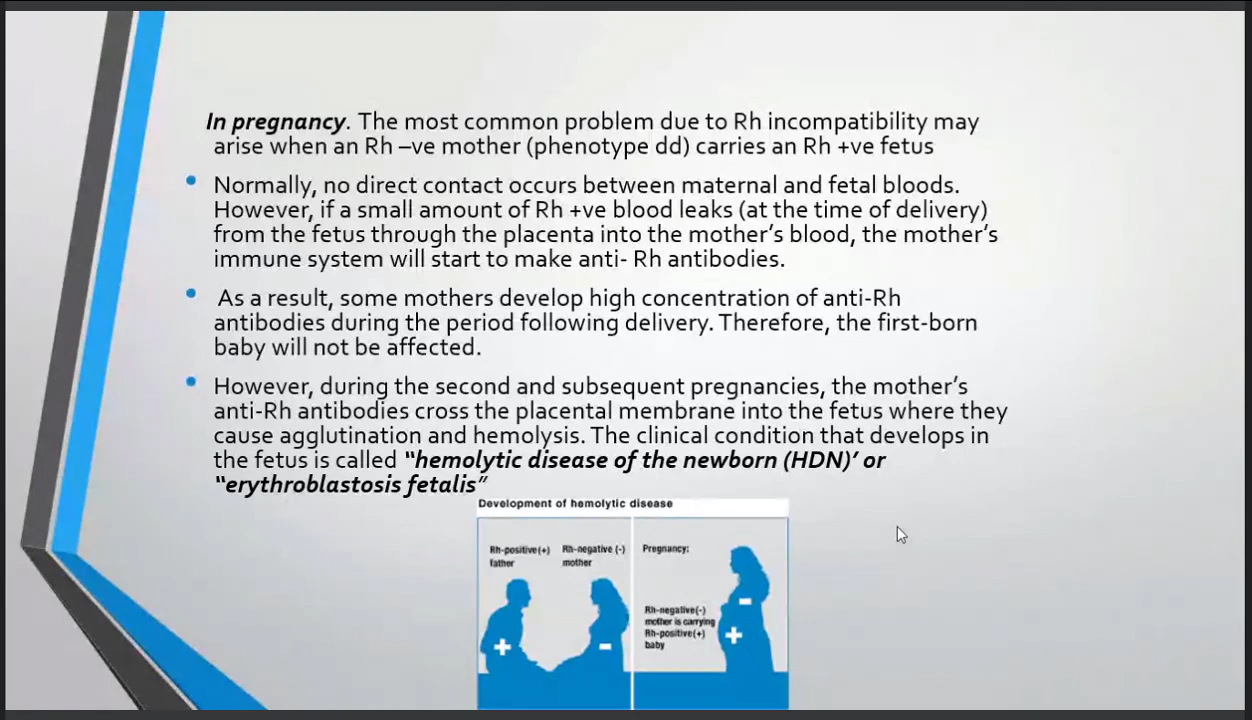 In pregnancy. The most common problem due to Rh incompatibility may
arise when an Rh –ve mother (phenotype dd) carries an Rh +ve fetus
• Normally, no direct contact occurs between maternal and fetal bloods.
However, if a small amount of Rh +ve blood leaks (at the time of delivery)
from the fetus through the placenta into the mother's blood, the mother's
immune system will start to make anti- Rh antibodies.
• As a result, some mothers develop high concentration of anti-Rh
antibodies during the period following delivery. Therefore, the first-born
baby will not be affected.
• However, during the second and subsequent pregnancies, the mother's
anti-Rh antibodies cross the placental membrane into the fetus where they
cause agglutination and hemolysis. The clinical condition that develops in
the fetus is called “hemolytic disease of the newborn (HDN)’ or
“erythroblastosis fetalis”
Development of hemolytic disease
Rh-positive(+)
father
Rh-negative (-)
mother
+
-
Pregnancy:
Rh-negative(-)
mother is carrying
Rh-positive(+)
baby
-
+